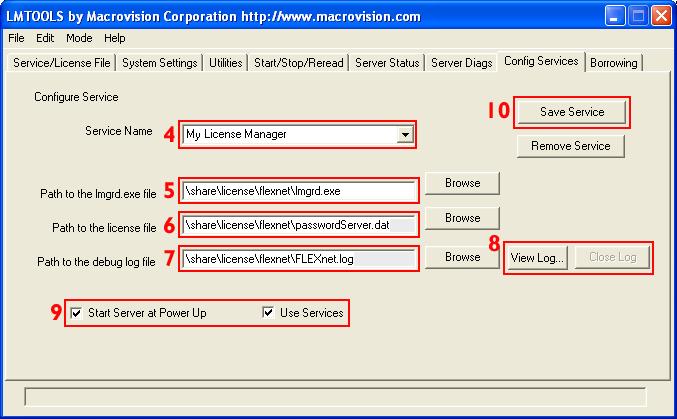 LMTOOLS by Macrovision Corporation http://www.macrovision.com
File Edit Mode Help
Service/License File System Settings Utilities Start/Stop/Reread Server Status Server Diags Config Services Borrowing
Configure Service
10 Save Service
Service Name 4 My License Manager
Remove Service
Path to the lmgrd.exe file 5 \share\license\flexnet\lmgrd.exe Browse
Path to the license file 6 \share\license\flexnet\passwordServer.dat Browse
Path to the debug log file 7 \share\license\flexnet\FLEXnet.log Browse 8 View Log... Close Log
9 Start Server at Power Up Use Services